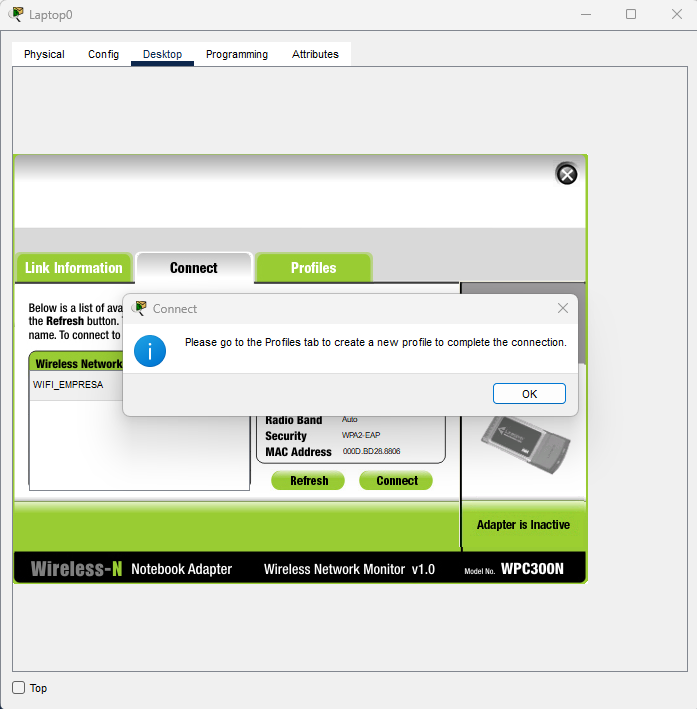 Laptop0
Physical Config Desktop Programming Attributes
Link Information Connect Profiles
Below is a list of ava
the Refresh button.
name. To connect to
Connect
Please go to the Profiles tab to create a new profile to complete the connection.
OK
Wireless Network
WIFI_EMPRESA
Radio Band Auto
Security WPA2-EAP
MAC Address 000D.BD28.8806
Refresh Connect
Adapter is Inactive
Wireless-N Notebook Adapter Wireless Network Monitor v1.0 Model No. WPC300N
Top